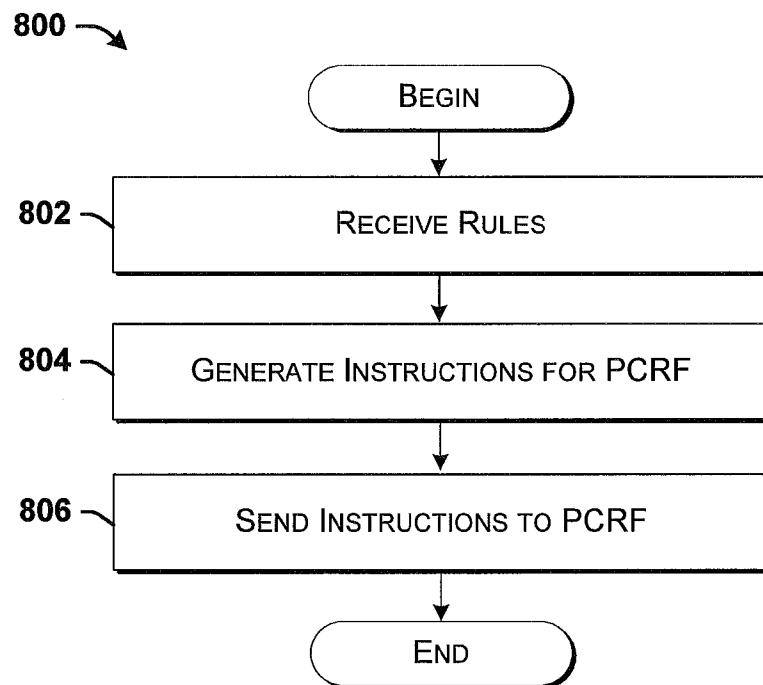 800
BEGIN
802
RECEIVE RULES
804
GENERATE INSTRUCTIONS FOR PCRF
806
SEND INSTRUCTIONS TO PCRF
END